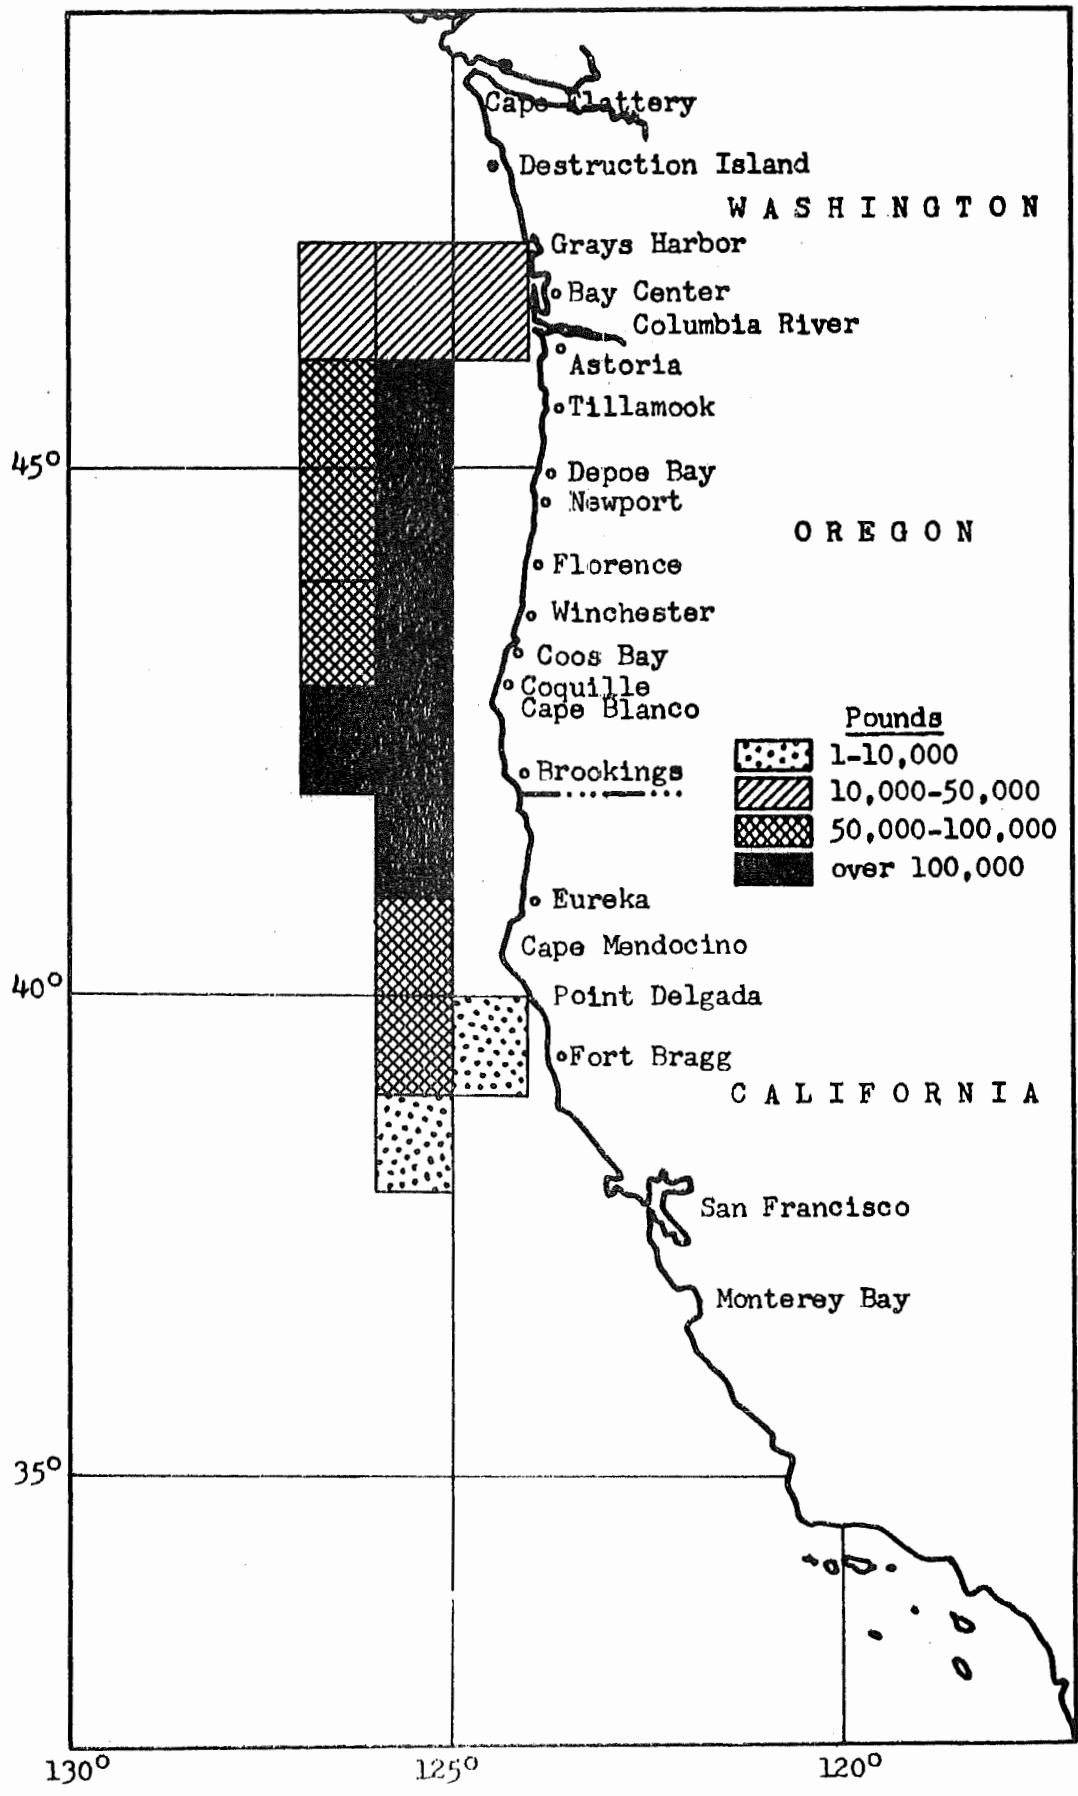 Cape Flattery
Destruction Island
WASHINGTON
Grays Harbor
Bay Center
Columbia River
Astoria
Tillamook
45°
Depoe Bay
Newport
OREGON
Florence
Winchester
Coos Bay
Coquille
Cape Blanco
Pounds
1-10,000
10,000-50,000
50,000-100,000
over 100,000
Brookings
Eureka
Cape Mendocino
40°
Point Delgada
Fort Bragg
CALIFORNIA
San Francisco
Monterey Bay
35°
130°
125°
120°